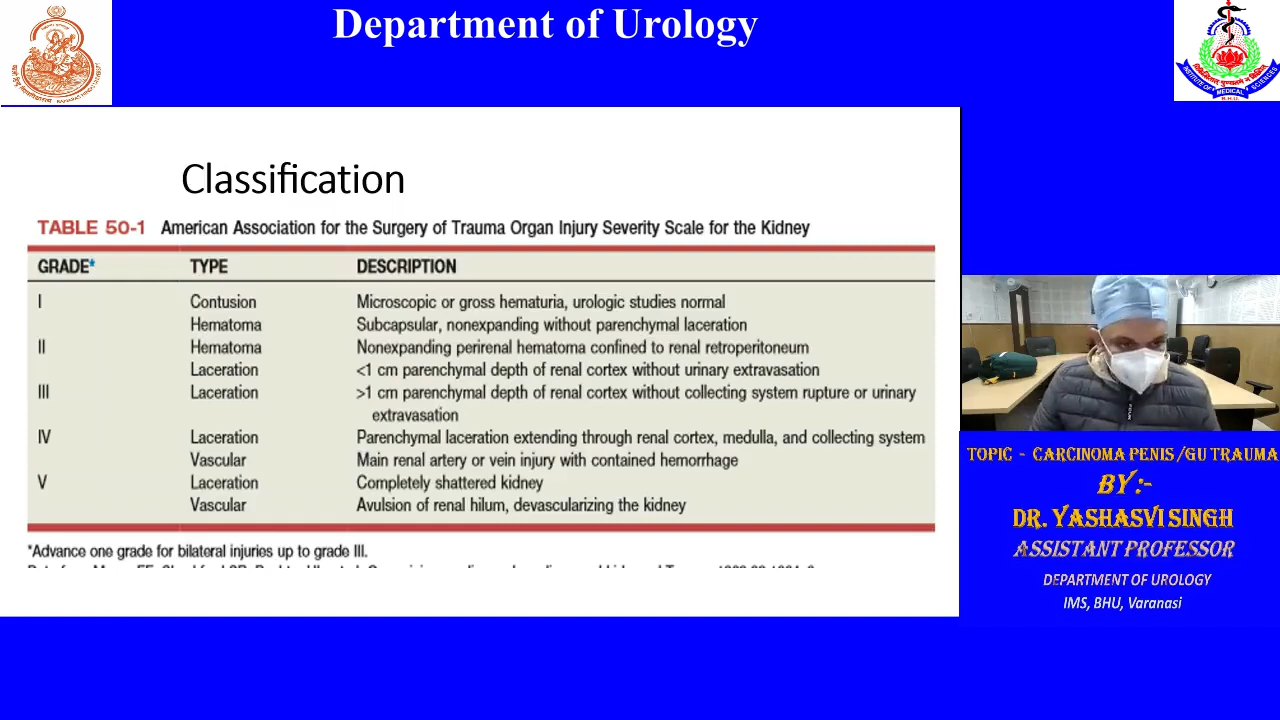 Department of Urology
INSTITUTE OF MEDICAL SCIENCES
B.H.U.
Classification
TABLE 50-1 American Association for the Surgery of Trauma Organ Injury Severity Scale for the Kidney
GRADE* TYPE DESCRIPTION
I Contusion Microscopic or gross hematuria, urologic studies normal
Hematoma Subcapsular, nonexpanding without parenchymal laceration
II Hematoma Nonexpanding perirenal hematoma confined to renal retroperitoneum
Laceration <1 cm parenchymal depth of renal cortex without urinary extravasation
III Laceration >1 cm parenchymal depth of renal cortex without collecting system rupture or urinary
extravasation
IV Laceration Parenchymal laceration extending through renal cortex, medulla, and collecting system
Vascular Main renal artery or vein injury with contained hemorrhage
V Laceration Completely shattered kidney
Vascular Avulsion of renal hilum, devascularizing the kidney
*Advance one grade for bilateral injuries up to grade III.
TOPIC - CARCINOMA PENIS /GU TRAUMA
BY:-
DR. YASHASVI SINGH
ASSISTANT PROFESSOR
DEPARTMENT OF UROLOGY
IMS, BHU, Varanasi